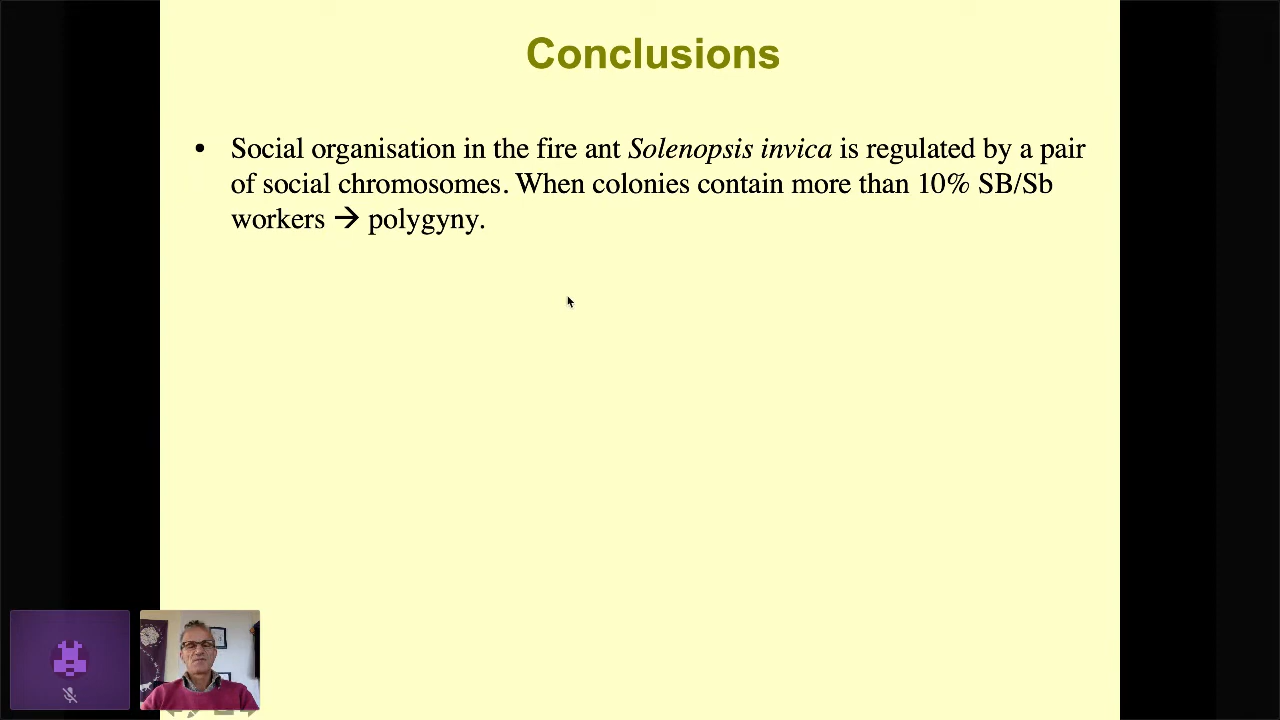 Conclusions
• Social organisation in the fire ant Solenopsis invica is regulated by a pair
of social chromosomes. When colonies contain more than 10% SB/Sb
workers → polygyny.